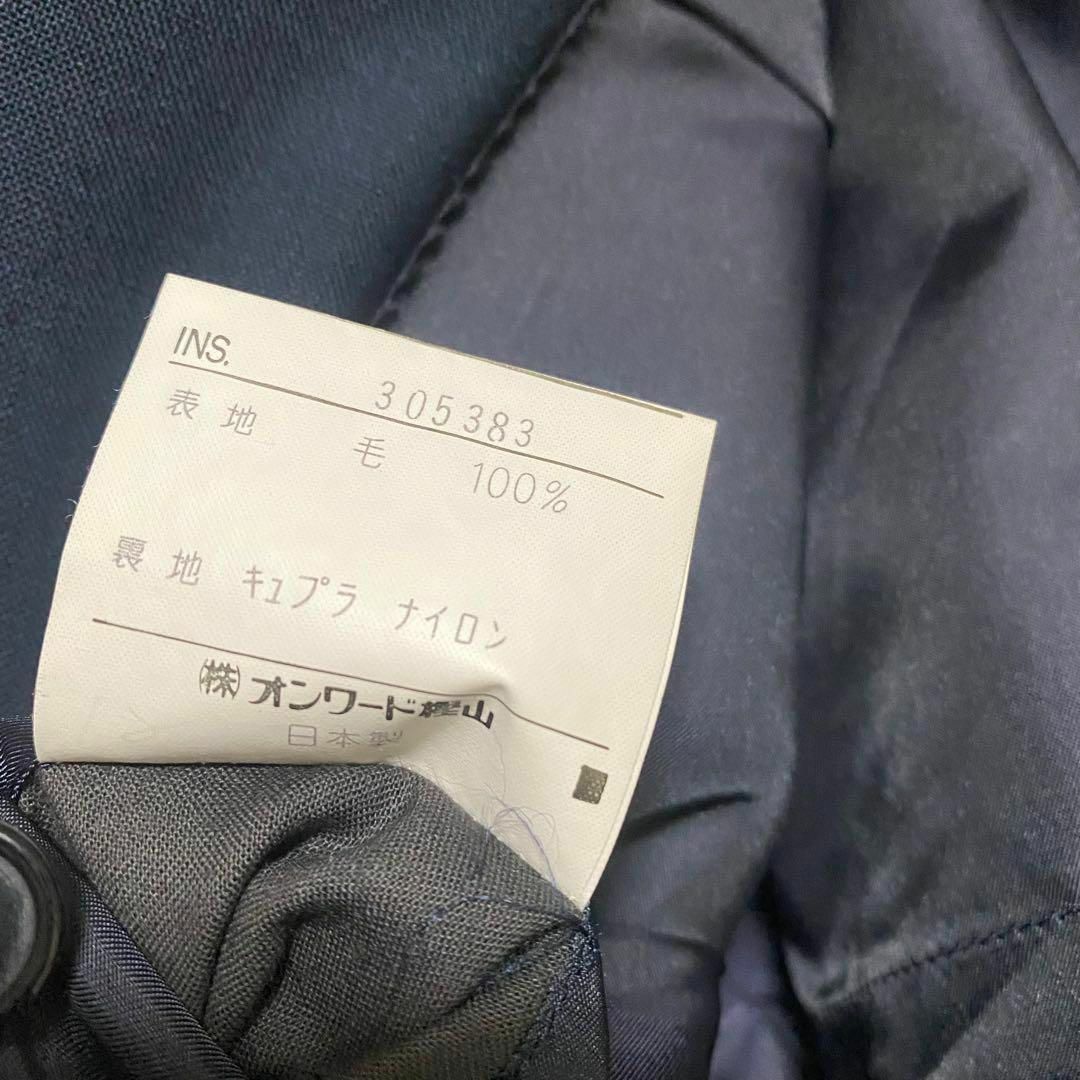 INS.
305383
表地 毛 100%
裏地 キュプラ ナイロン
㈱オンワード樫山
日本製